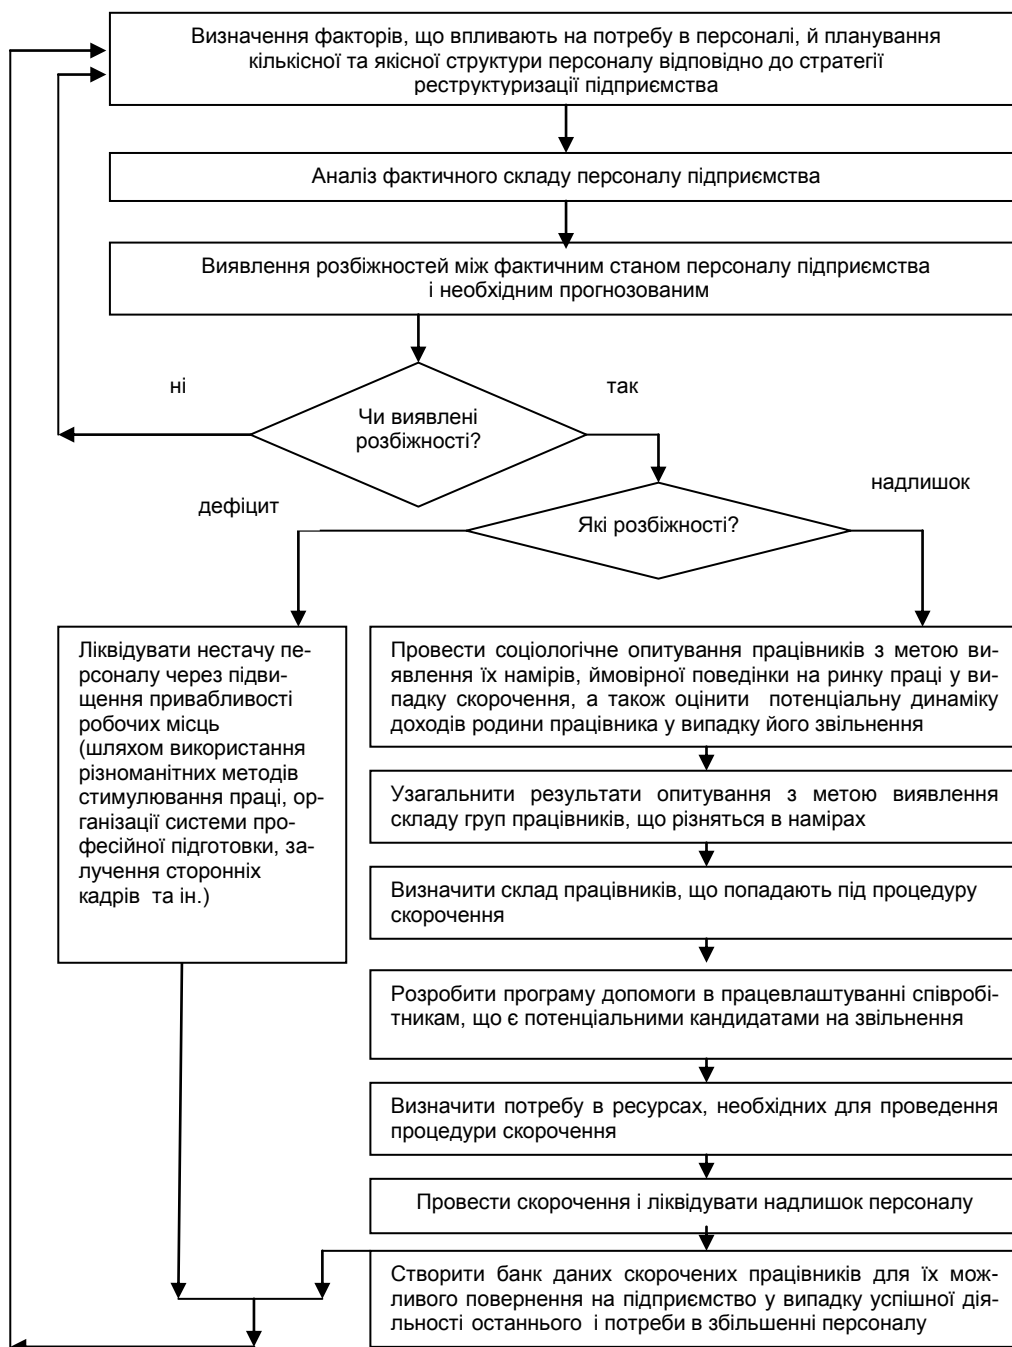 Визначення факторів, що впливають на потребу в персоналі, й планування
кількісної та якісної структури персоналу відповідно до стратегії
реструктуризації підприємства
Аналіз фактичного складу персоналу підприємства
Виявлення розбіжностей між фактичним станом персоналу підприємства
і необхідним прогнозованим
ні
так
Чи виявлені
розбіжності?
дефіцит
надлишок
Які розбіжності?
Ліквідувати нестачу пе-
рсоналу через підви-
щення привабливості
робочих місць
(шляхом використання
різноманітних методів
стимулювання праці, ор-
ганізації системи про-
фесійної підготовки, за-
лучення сторонніх
кадрів та ін.)
Провести соціологічне опитування працівників з метою ви-
явлення їх намірів, ймовірної поведінки на ринку праці у ви-
падку скорочення, а також оцінити потенціальну динаміку
доходів родини працівника у випадку його звільнення
Узагальнити результати опитування з метою виявлення
складу груп працівників, що різняться в намірах
Визначити склад працівників, що попадають під процедуру
скорочення
Розробити програму допомоги в працевлаштуванні співробі-
тникам, що є потенціальними кандидатами на звільнення
Визначити потребу в ресурсах, необхідних для проведення
процедури скорочення
Провести скорочення і ліквідувати надлишок персоналу
Створити банк даних скорочених працівників для їх мож-
ливого повернення на підприємство у випадку успішної дія-
льності останнього і потреби в збільшенні персоналу